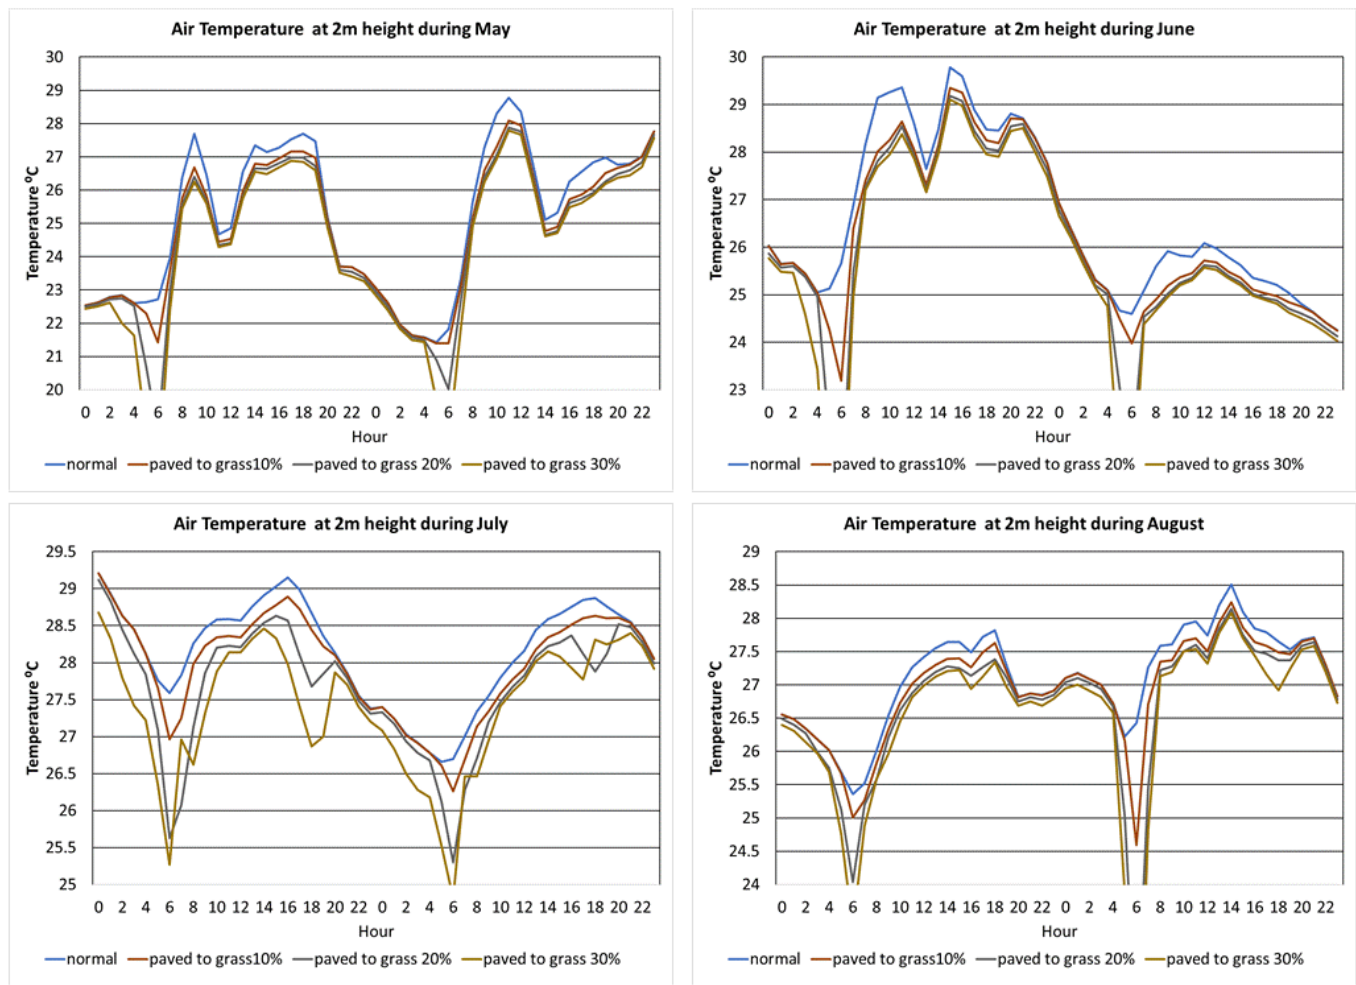 Air Temperature at 2m height during May
Temperature ⁰C
30
29
28
27
26
25
24
23
22
21
20
0 2 4 6 8 10 12 14 16 18 20 22 0 2 4 6 8 10 12 14 16 18 20 22
Hour
normal paved to grass10% paved to grass 20% paved to grass 30%
Air Temperature at 2m height during June
Temperature ⁰C
30
29
28
27
26
25
24
23
0 2 4 6 8 10 12 14 16 18 20 22 0 2 4 6 8 10 12 14 16 18 20 22
Hour
normal paved to grass10% paved to grass 20% paved to grass 30%
Air Temperature at 2m height during July
Temperature ⁰C
29.5
29
28.5
28
27.5
27
26.5
26
25.5
25
0 2 4 6 8 10 12 14 16 18 20 22 0 2 4 6 8 10 12 14 16 18 20 22
Hour
normal paved to grass10% paved to grass 20% paved to grass 30%
Air Temperature at 2m height during August
Temperature ⁰C
29
28.5
28
27.5
27
26.5
26
25.5
25
24.5
24
0 2 4 6 8 10 12 14 16 18 20 22 0 2 4 6 8 10 12 14 16 18 20 22
Hour
normal paved to grass10% paved to grass 20% paved to grass 30%